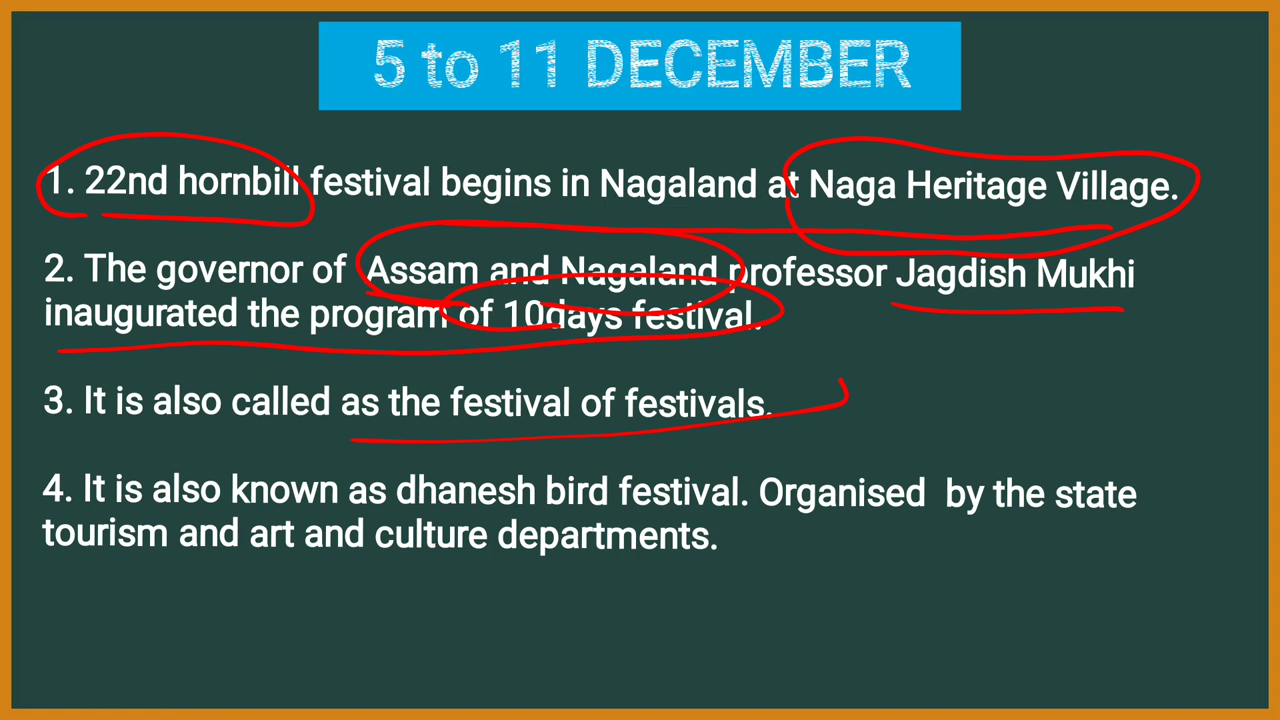 5 to 11 DECEMBER
1. 22nd hornbill festival begins in Nagaland at Naga Heritage Village.
2. The governor of Assam and Nagaland professor Jagdish Mukhi
inaugurated the program of 10days festival.
3. It is also called as the festival of festivals.
4. It is also known as dhanesh bird festival. Organised by the state
tourism and art and culture departments.